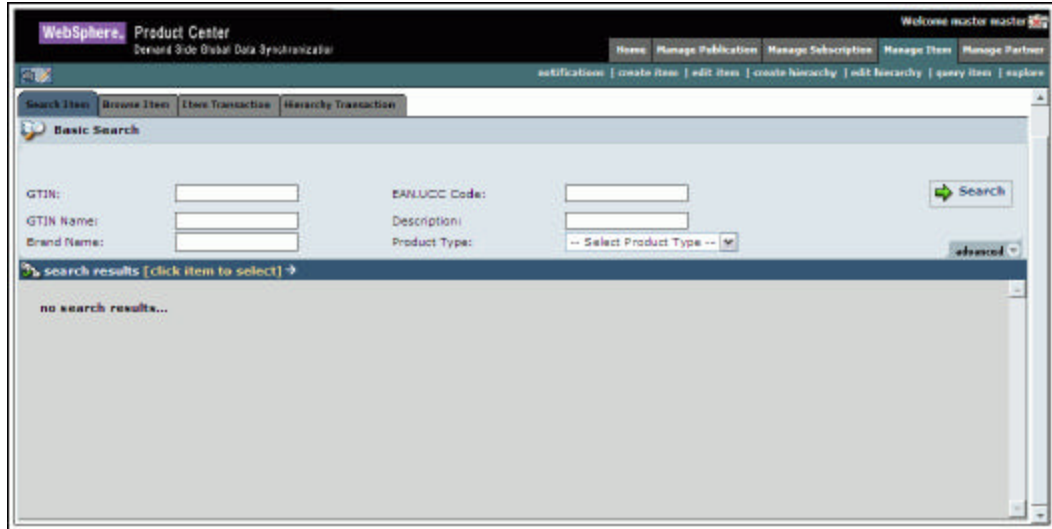 Welcome master master
WebSphere. Product Center
Demand Side Global Data Synchronization
Home Manage Publication Manage Subscription Manage Item Manage Partner
notifications | create item | edit item | create hierarchy | edit hierarchy | query item | explore
Search Item Browse Item Item Transaction Hierarchy Transaction
Basic Search
GTIN: EAN.UCC Code: Search
GTIN Name: Description:
Brand Name: Product Type: -- Select Product Type --
advanced
search results [click item to select]
no search results...